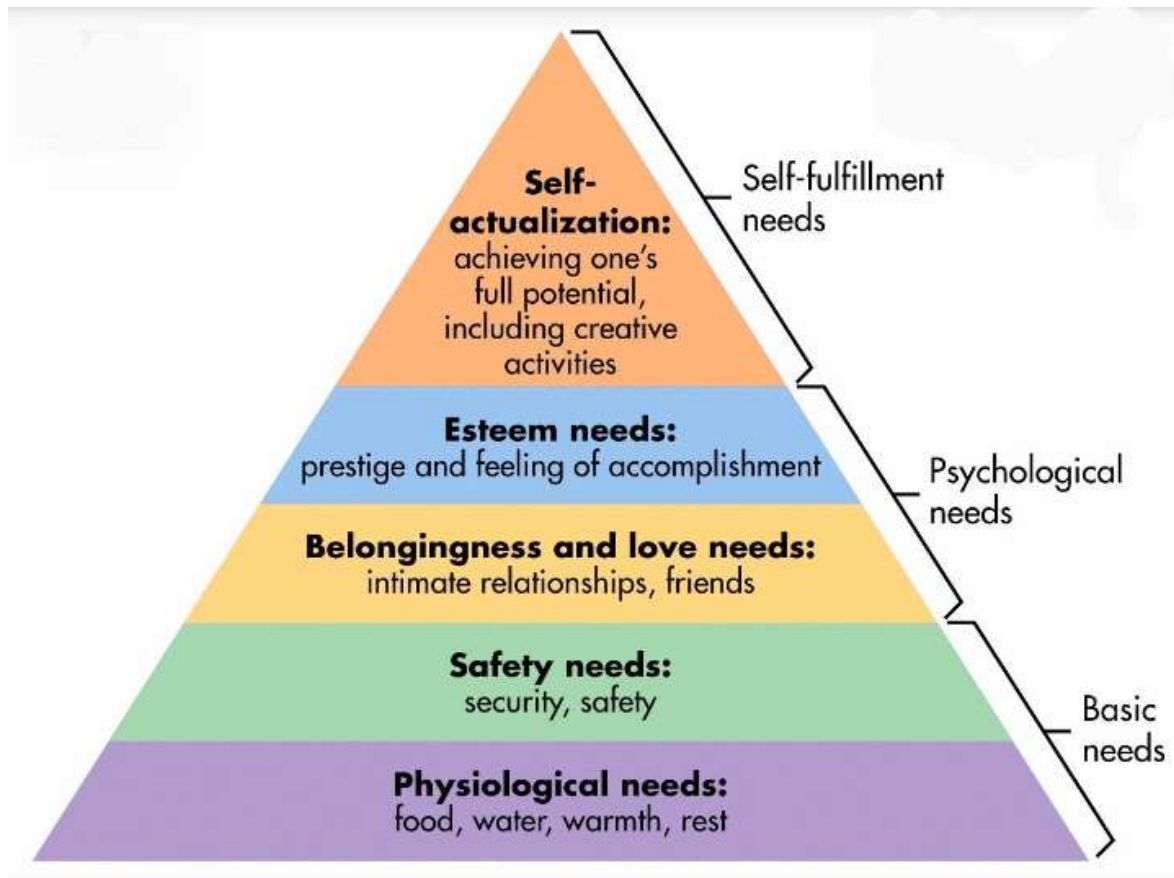 Self-
actualization:
achieving one's
full potential,
including creative
activities
Self-fulfillment
needs
Esteem needs:
prestige and feeling of accomplishment
Belongingness and love needs:
intimate relationships, friends
Psychological
needs
Safety needs:
security, safety
Physiological needs:
food, water, warmth, rest
Basic
needs